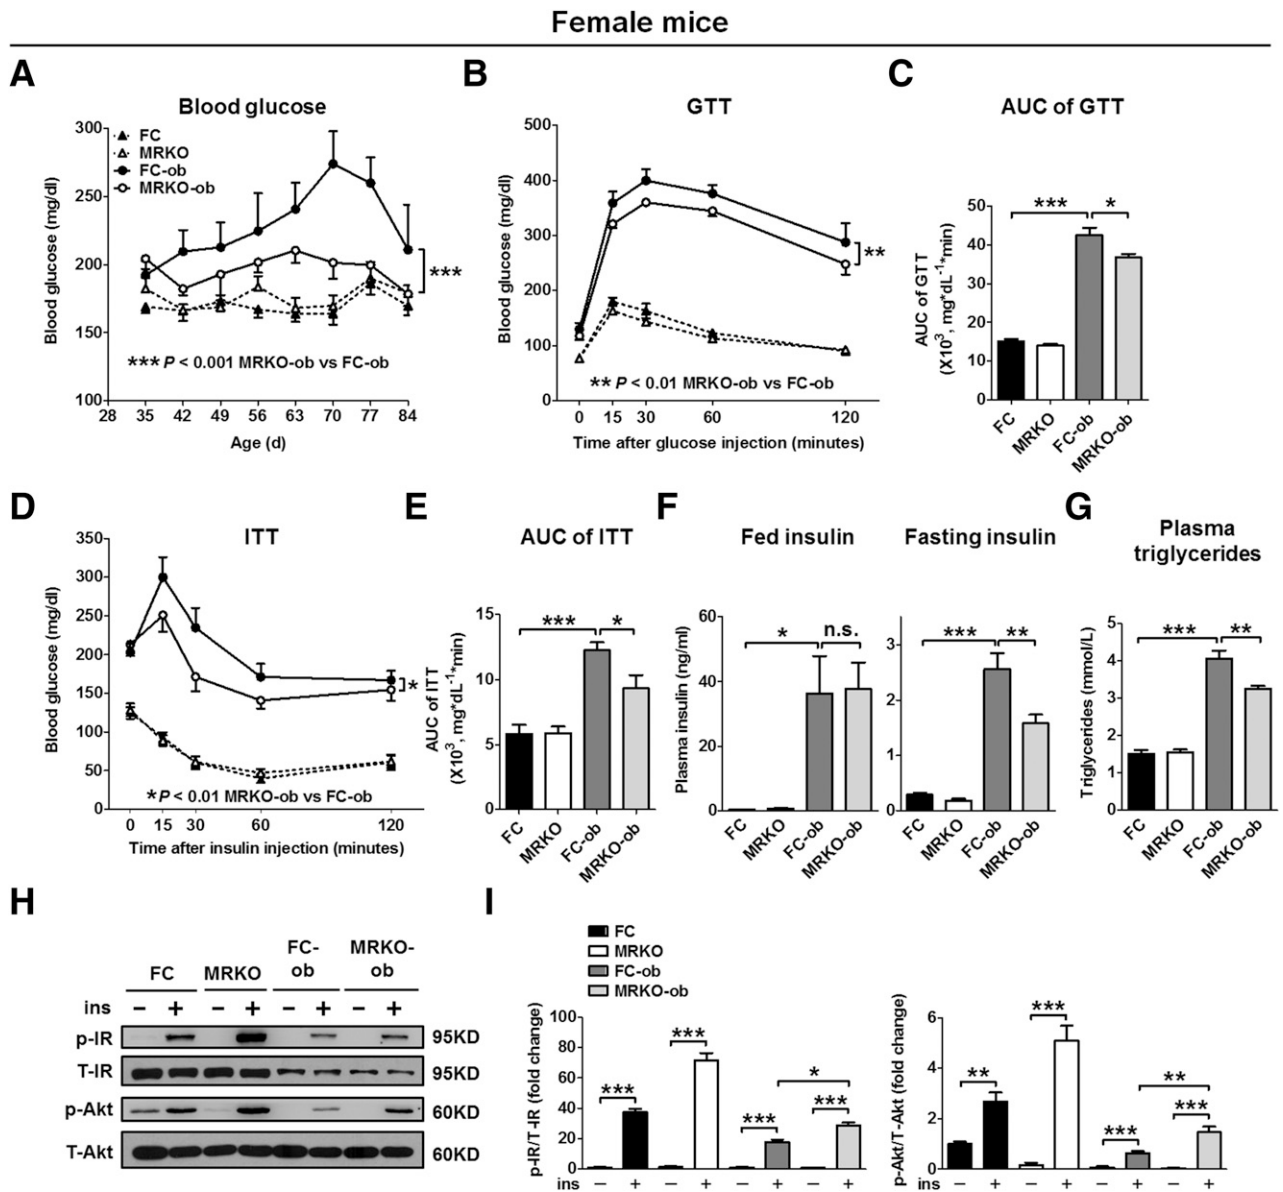 Female mice
A
Blood glucose
Blood glucose (mg/dl)
300
250
200
150
100
FC
MRKO
FC-ob
MRKO-ob
***
*** P < 0.001 MRKO-ob vs FC-ob
28 35 42 49 56 63 70 77 84
Age (d)
B
GTT
Blood glucose (mg/dl)
500
400
300
200
100
0
**
** P < 0.01 MRKO-ob vs FC-ob
0 15 30 60 120
Time after glucose injection (minutes)
C
AUC of GTT
AUC of GTT
(X10³, mg*dL⁻¹*min)
50
40
30
20
10
0
*** *
FC MRKO FC-ob MRKO-ob
D
ITT
Blood glucose (mg/dl)
350
300
250
200
150
100
50
0
*
*P < 0.01 MRKO-ob vs FC-ob
0 15 30 60 120
Time after insulin injection (minutes)
E
AUC of ITT
AUC of ITT
(X10³, mg*dL⁻¹*min)
15
10
5
0
*** *
FC MRKO FC-ob MRKO-ob
F
Fed insulin
Plasma insulin (ng/ml)
60
40
20
0
* n.s.
FC MRKO FC-ob MRKO-ob
Fasting insulin
3
2
1
0
*** **
FC MRKO FC-ob MRKO-ob
G
Plasma
triglycerides
Triglycerides (mmol/L)
5
4
3
2
1
0
*** **
FC MRKO FC-ob MRKO-ob
H
FC MRKO FC-ob MRKO-ob
ins − + − + − + − +
p-IR 95KD
T-IR 95KD
p-Akt 60KD
T-Akt 60KD
I
FC
MRKO
FC-ob
MRKO-ob
p-IR/T-IR (fold change)
100
80
60
40
20
0
*** *** *** *** *
ins − + − + − + − +
p-Akt/T-Akt (fold change)
6
4
2
0
** *** *** *** **
ins − + − + − + − +